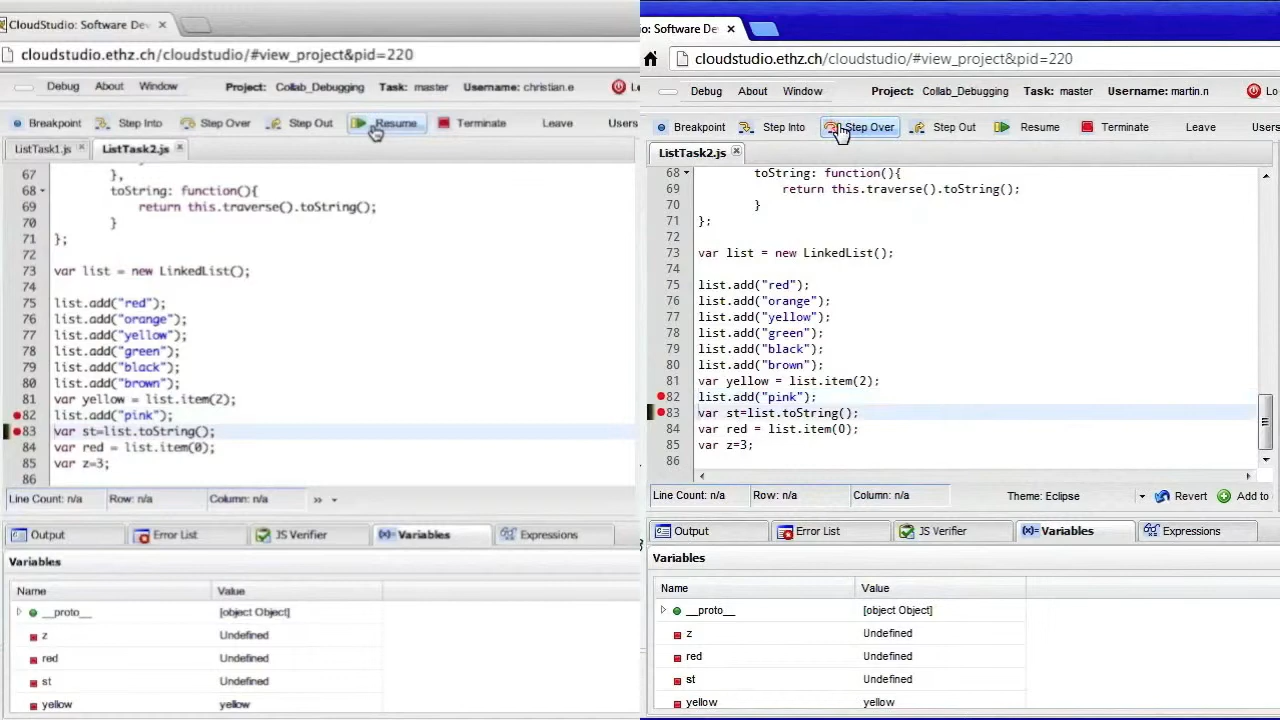 CloudStudio: Software De
cloudstudio.ethz.ch/cloudstudio/#view_project&pid=220
Debug About Window Project: Collab_Debugging Task: master Username: christian.e
Breakpoint Step Into Step Over Step Out Resume Terminate Leave Users
ListTask1.js ListTask2.js
67 },
68 toString: function(){
69 return this.traverse().toString();
70 }
71 };
72
73 var list = new LinkedList();
74
75 list.add("red");
76 list.add("orange");
77 list.add("yellow");
78 list.add("green");
79 list.add("black");
80 list.add("brown");
81 var yellow = list.item(2);
82 list.add("pink");
83 var st=list.toString();
84 var red = list.item(0);
85 var z=3;
86
Line Count: n/a Row: n/a Column: n/a »
Output Error List JS Verifier (x)= Variables Expressions
Variables
Name Value
__proto__ [object Object]
z Undefined
red Undefined
st Undefined
yellow yellow
io: Software De
cloudstudio.ethz.ch/cloudstudio/#view_project&pid=220
Debug About Window Project: Collab_Debugging Task: master Username: martin.n Lo
Breakpoint Step Into Step Over Step Out Resume Terminate Leave Users
ListTask2.js
68 toString: function(){
69 return this.traverse().toString();
70 }
71 };
72
73 var list = new LinkedList();
74
75 list.add("red");
76 list.add("orange");
77 list.add("yellow");
78 list.add("green");
79 list.add("black");
80 list.add("brown");
81 var yellow = list.item(2);
82 list.add("pink");
83 var st=list.toString();
84 var red = list.item(0);
85 var z=3;
86
Line Count: n/a Row: n/a Column: n/a Theme: Eclipse Revert Add to
Output Error List JS Verifier (x)= Variables Expressions
Variables
Name Value
__proto__ [object Object]
z Undefined
red Undefined
st Undefined
yellow yellow